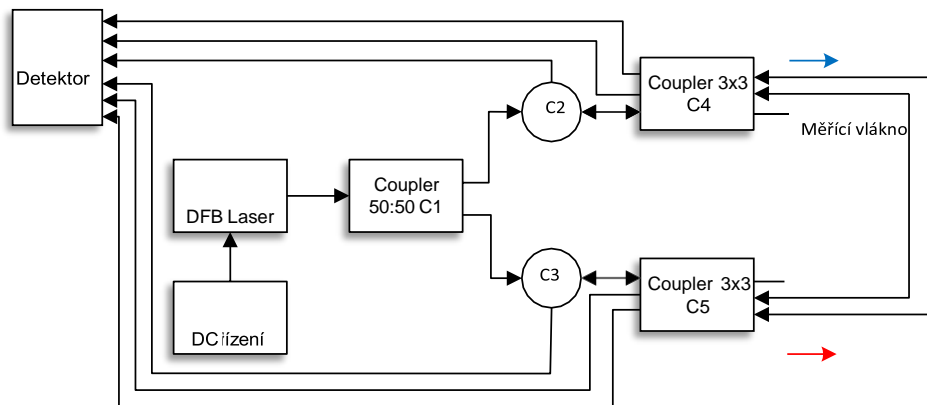 Detektor
C2
Coupler 3x3
C4
Měřící vlákno
Coupler
50:50 C1
DFB Laser
C3
Coupler 3x3
C5
DC řízení